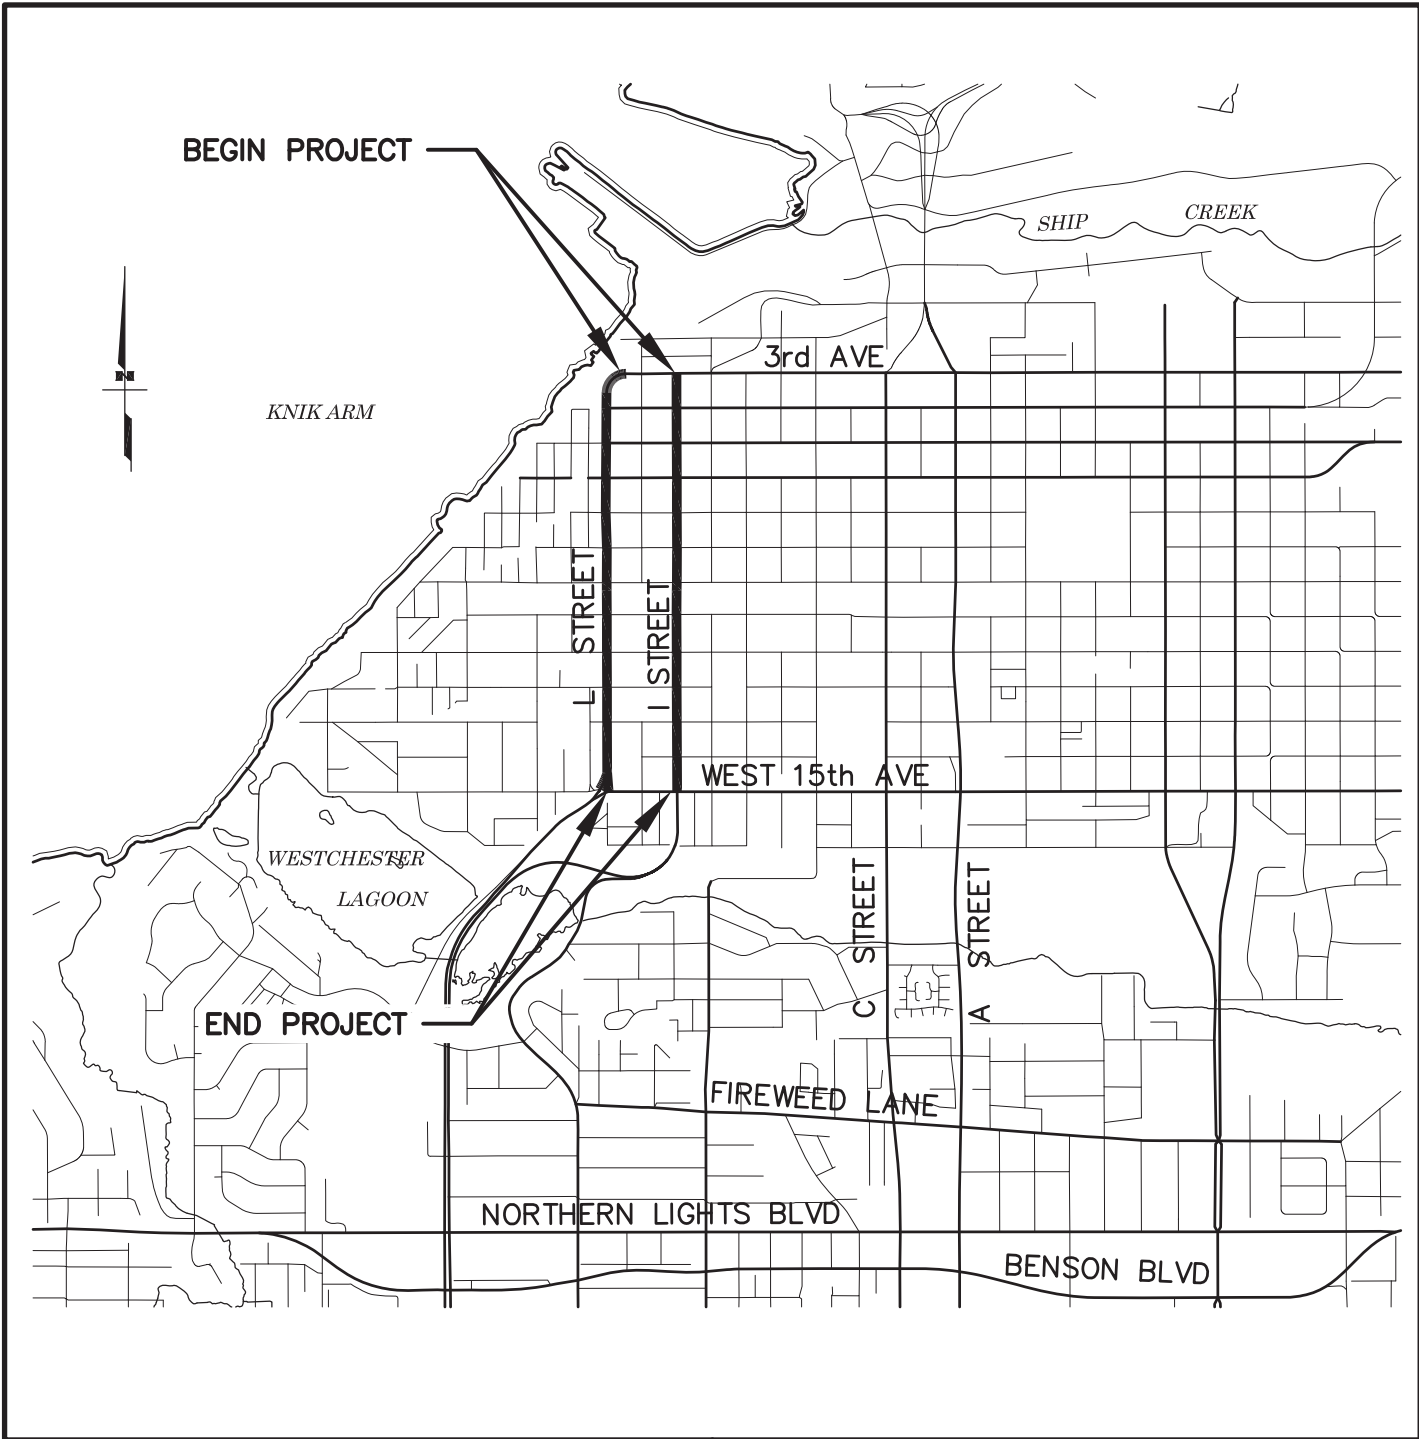 BEGIN PROJECT
SHIP CREEK
3rd AVE
N
KNIK ARM
L STREET
I STREET
WEST 15th AVE
WESTCHESTER
LAGOON
C STREET
A STREET
END PROJECT
FIREWEED LANE
NORTHERN LIGHTS BLVD
BENSON BLVD